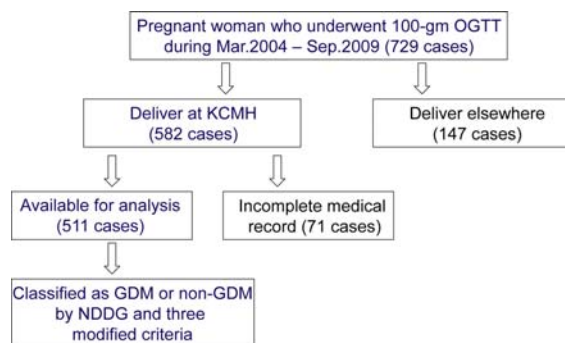 Pregnant woman who underwent 100-gm OGTT
during Mar.2004 – Sep.2009 (729 cases)
Deliver at KCMH
(582 cases)
Deliver elsewhere
(147 cases)
Available for analysis
(511 cases)
Incomplete medical
record (71 cases)
Classified as GDM or non-GDM
by NDDG and three
modified criteria